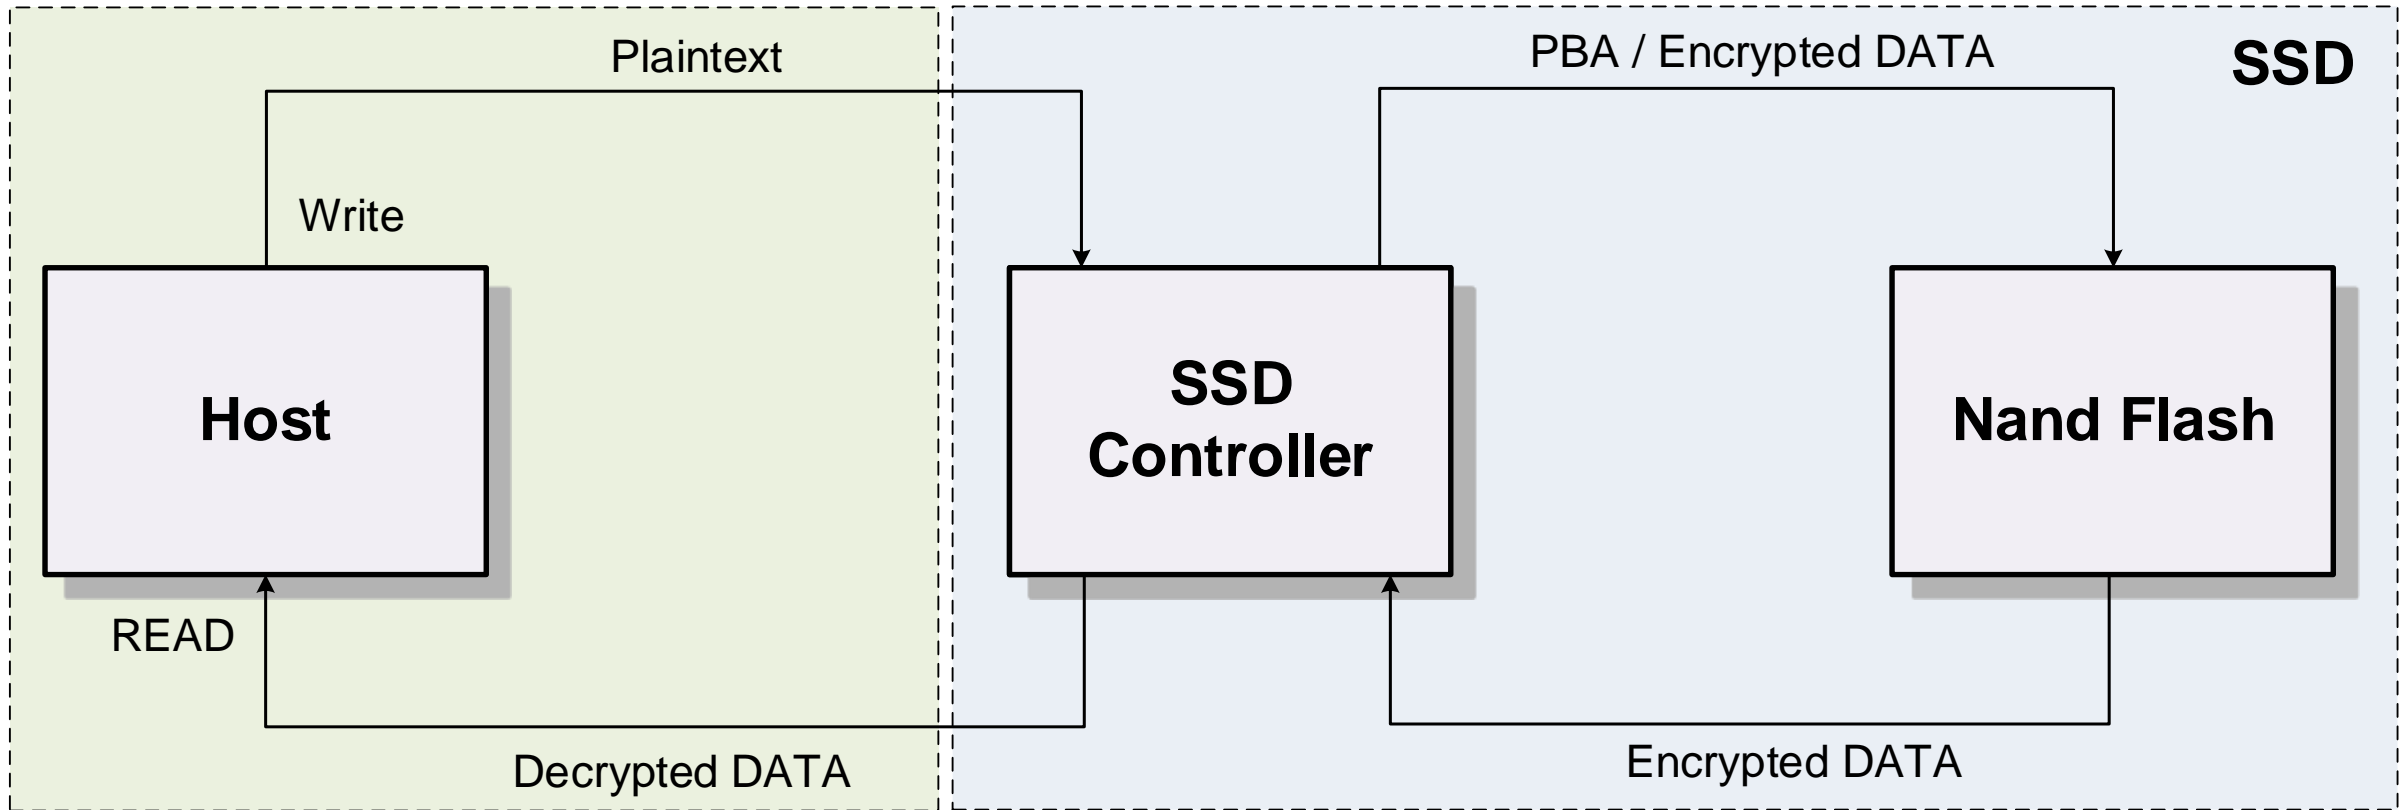 Plaintext
PBA / Encrypted DATA
SSD
Write
Host
SSD
Controller
Nand Flash
READ
Decrypted DATA
Encrypted DATA